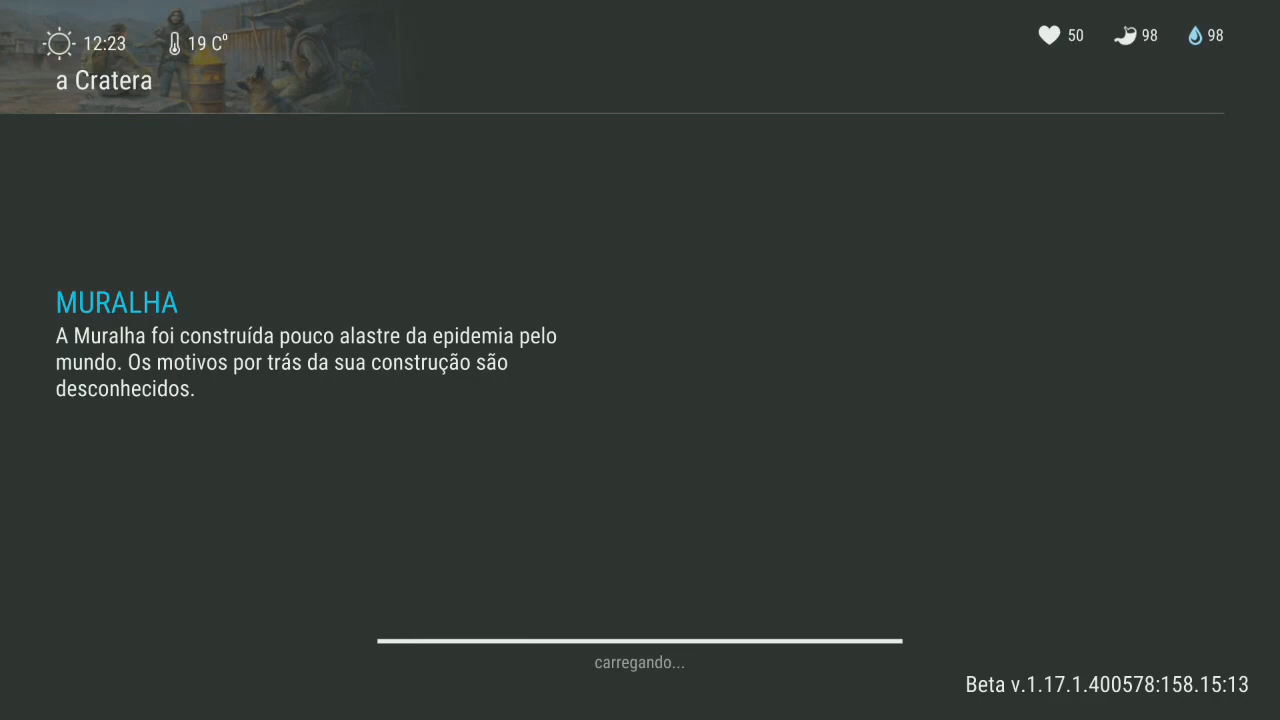 12:23 19 Cº 50 98 98
a Cratera
MURALHA
A Muralha foi construída pouco alastre da epidemia pelo
mundo. Os motivos por trás da sua construção são
desconhecidos.
carregando...
Beta v.1.17.1.400578:158.15:13